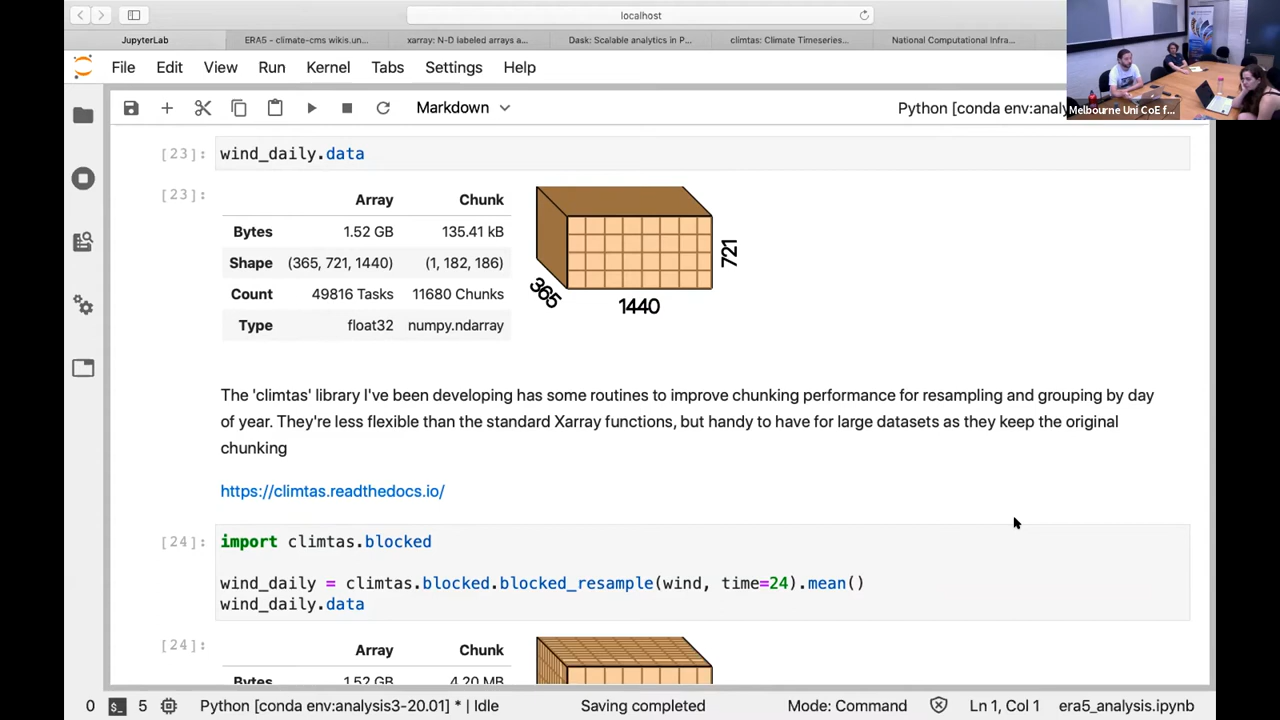 localhost
JupyterLab
ERA5 - climate-cms wikis.un...
xarray: N-D labeled arrays a...
Dask: Scalable analytics in P...
climtas: Climate Timeseries...
National Computational Infra...
File Edit View Run Kernel Tabs Settings Help
Markdown
Python [conda env:analy
Melbourne Uni CoE f...
[23]: wind_daily.data
[23]:
Array Chunk
Bytes 1.52 GB 135.41 kB
Shape (365, 721, 1440) (1, 182, 186)
Count 49816 Tasks 11680 Chunks
Type float32 numpy.ndarray
721
365
1440
The 'climtas' library I've been developing has some routines to improve chunking performance for resampling and grouping by day
of year. They're less flexible than the standard Xarray functions, but handy to have for large datasets as they keep the original
chunking
https://climtas.readthedocs.io/
[24]: import climtas.blocked
wind_daily = climtas.blocked.blocked_resample(wind, time=24).mean()
wind_daily.data
[24]:
Array Chunk
Bytes 1.52 GB 4.20 MB
0 $_ 5 Python [conda env:analysis3-20.01] * | Idle Saving completed Mode: Command Ln 1, Col 1 era5_analysis.ipynb